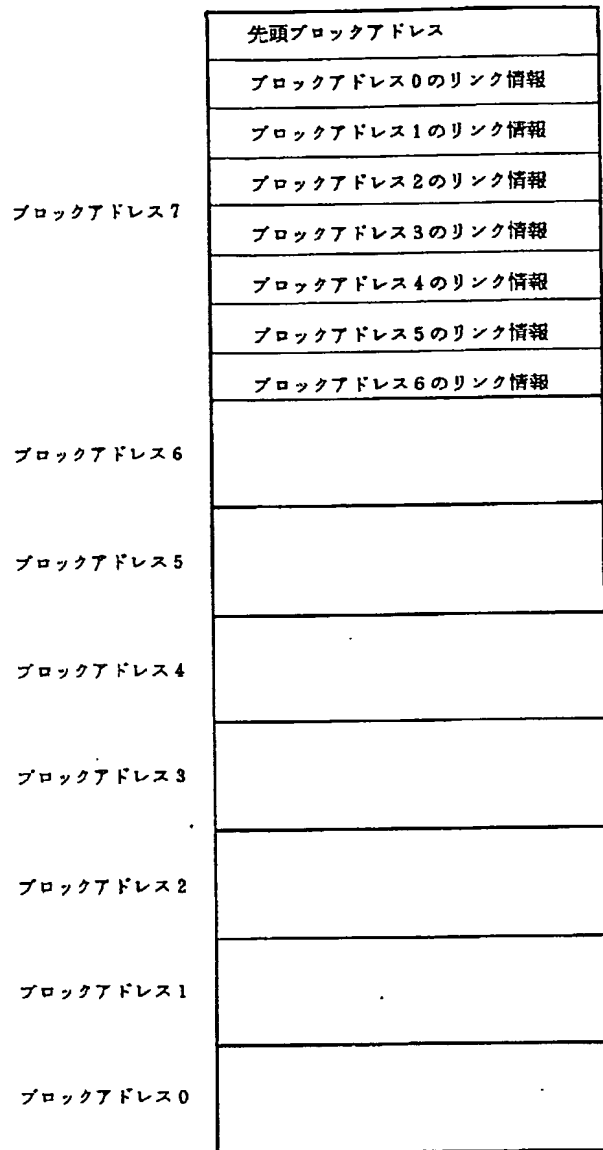 先頭ブロックアドレス
ブロックアドレス0のリンク情報
ブロックアドレス1のリンク情報
ブロックアドレス2のリンク情報
ブロックアドレス7
ブロックアドレス3のリンク情報
ブロックアドレス4のリンク情報
ブロックアドレス5のリンク情報
ブロックアドレス6のリンク情報
ブロックアドレス6
ブロックアドレス5
ブロックアドレス4
ブロックアドレス3
ブロックアドレス2
ブロックアドレス1
ブロックアドレス0